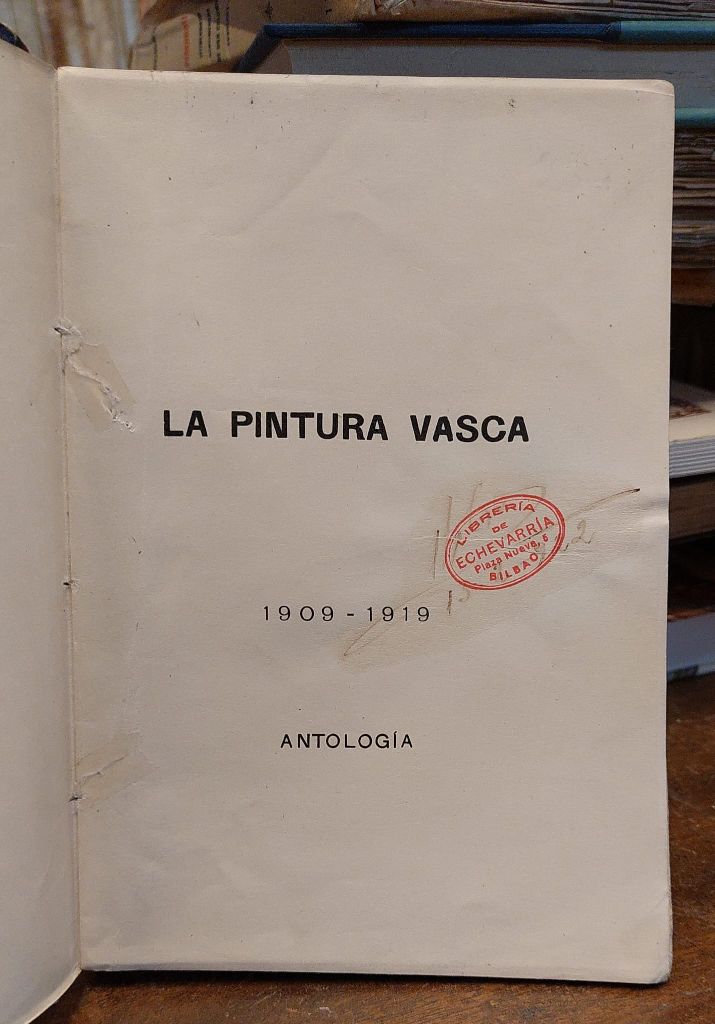 LA PINTURA VASCA
LIBRERÍA
DE
ECHEVARRÍA
Plaza Nueva, 5
BILBAO
1909 - 1919
ANTOLOGÍA